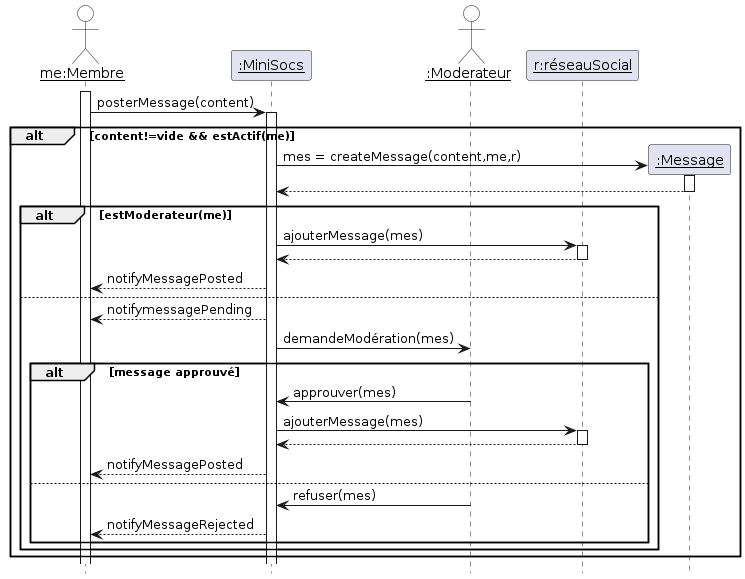 me:Membre
:MiniSocs
:Moderateur
r:réseauSocial
posterMessage(content)
alt
[content!=vide && estActif(me)]
mes = createMessage(content,me,r)
:Message
alt
[estModerateur(me)]
ajouterMessage(mes)
notifyMessagePosted
notifymessagePending
demandeModération(mes)
alt
[message approuvé]
approuver(mes)
ajouterMessage(mes)
notifyMessagePosted
refuser(mes)
notifyMessageRejected